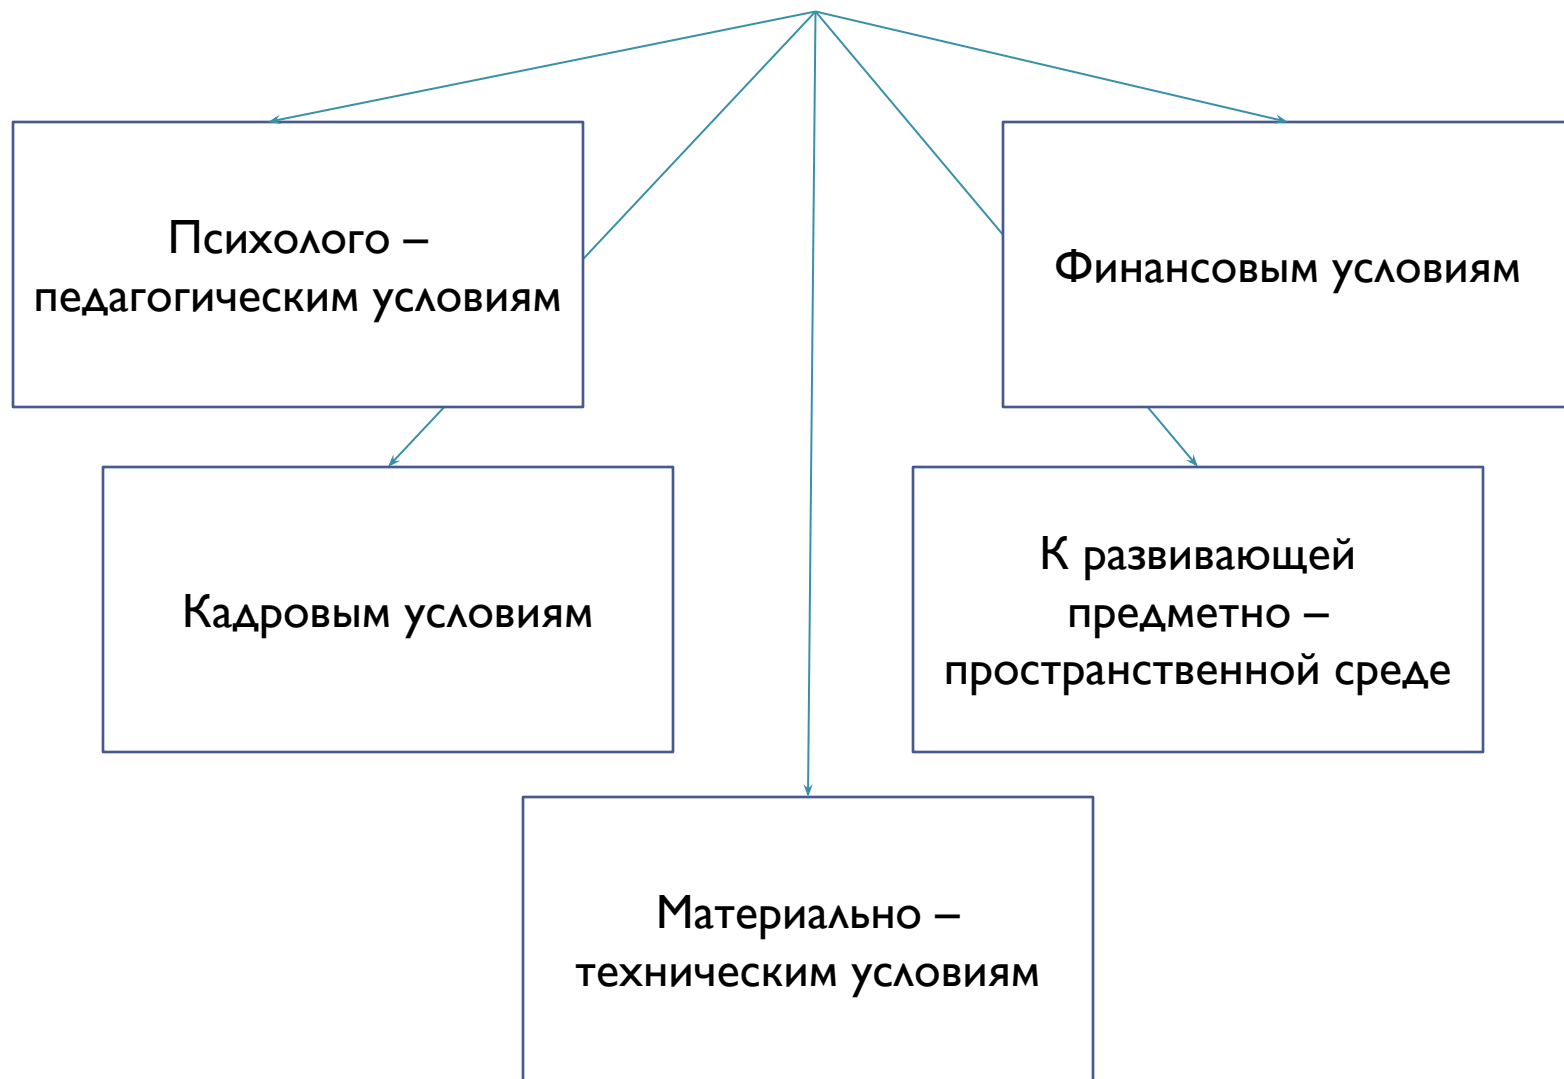 Психолого –
педагогическим условиям
Финансовым условиям
Кадровым условиям
К развивающей
предметно –
пространственной среде
Материально –
техническим условиям